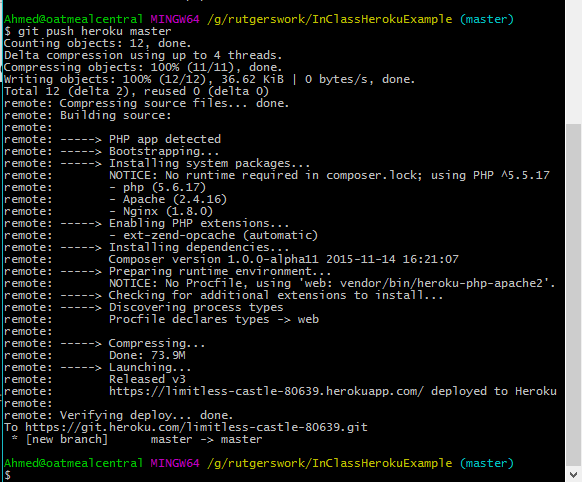 Ahmed@oatmealcentral MINGW64 /g/rutgerswork/InClassHerokuExample (master)
$ git push heroku master
Counting objects: 12, done.
Delta compression using up to 4 threads.
Compressing objects: 100% (11/11), done.
Writing objects: 100% (12/12), 36.62 KiB | 0 bytes/s, done.
Total 12 (delta 2), reused 0 (delta 0)
remote: Compressing source files... done.
remote: Building source:
remote:
remote: -----> PHP app detected
remote: -----> Bootstrapping...
remote: -----> Installing system packages...
remote:        NOTICE: No runtime required in composer.lock; using PHP ^5.5.17
remote:        - php (5.6.17)
remote:        - Apache (2.4.16)
remote:        - Nginx (1.8.0)
remote: -----> Enabling PHP extensions...
remote:        - ext-zend-opcache (automatic)
remote: -----> Installing dependencies...
remote:        Composer version 1.0.0-alpha11 2015-11-14 16:21:07
remote: -----> Preparing runtime environment...
remote:        NOTICE: No Procfile, using 'web: vendor/bin/heroku-php-apache2'.
remote: -----> Checking for additional extensions to install...
remote: -----> Discovering process types
remote:        Procfile declares types -> web
remote:
remote: -----> Compressing...
remote:        Done: 73.9M
remote: -----> Launching...
remote:        Released v3
remote:        https://limitless-castle-80639.herokuapp.com/ deployed to Heroku
remote:
remote: Verifying deploy... done.
To https://git.heroku.com/limitless-castle-80639.git
 * [new branch]      master -> master
Ahmed@oatmealcentral MINGW64 /g/rutgerswork/InClassHerokuExample (master)
$